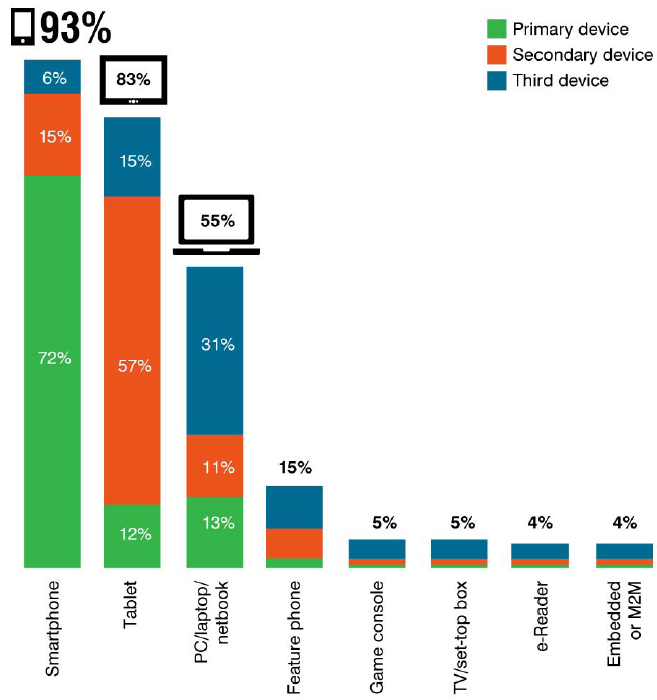 93%
Primary device
Secondary device
Third device
6%
83%
15%
15%
55%
72%
57%
31%
11%
15%
12%
13%
5%
5%
4%
4%
Smartphone
Tablet
PC/laptop/
netbook
Feature phone
Game console
TV/set-top box
e-Reader
Embedded
or M2M